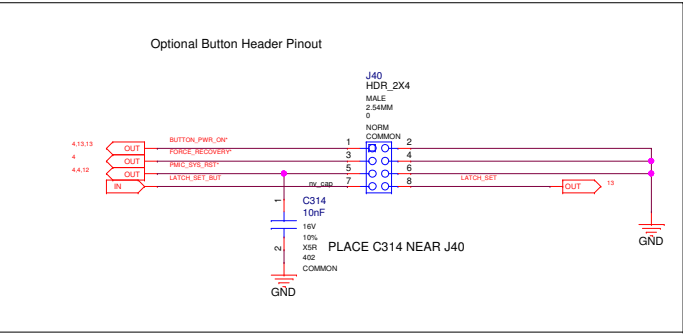 Optional Button Header Pinout
J40
HDR_2X4
MALE
2.54MM
0
NORM
COMMON
4,13,13 OUT BUTTON_PWR_ON* 1 2
4 OUT FORCE_RECOVERY* 3 4
4,4,12 OUT PMIC_SYS_RST* 5 6
IN LATCH_SET_BUT nv_cap 7 8 LATCH_SET OUT 13
1 C314
10nF
16V
10%
2 X5R
402
COMMON
PLACE C314 NEAR J40
GND
GND